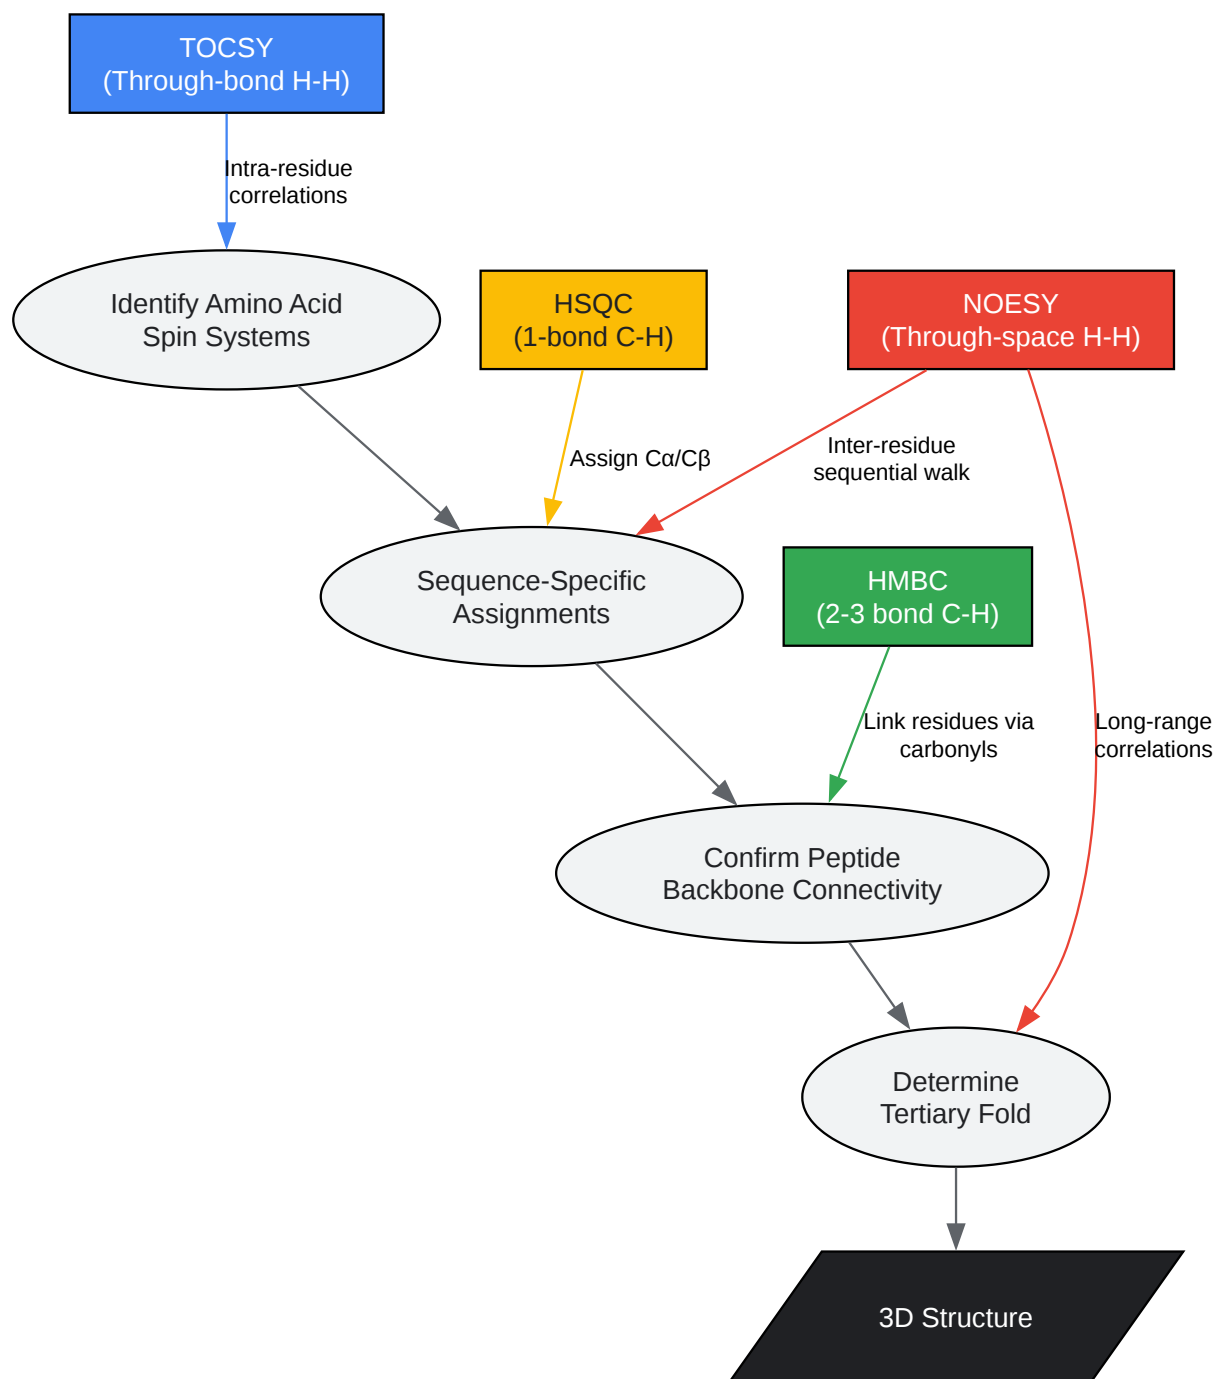 TOCSY
(Through-bond H-H)
Intra-residue
correlations
Identify Amino Acid
Spin Systems
HSQC
(1-bond C-H)
NOESY
(Through-space H-H)
Assign Cα/Cβ
Inter-residue
sequential walk
Sequence-Specific
Assignments
HMBC
(2-3 bond C-H)
Link residues via
carbonyls
Long-range
correlations
Confirm Peptide
Backbone Connectivity
Determine
Tertiary Fold
3D Structure